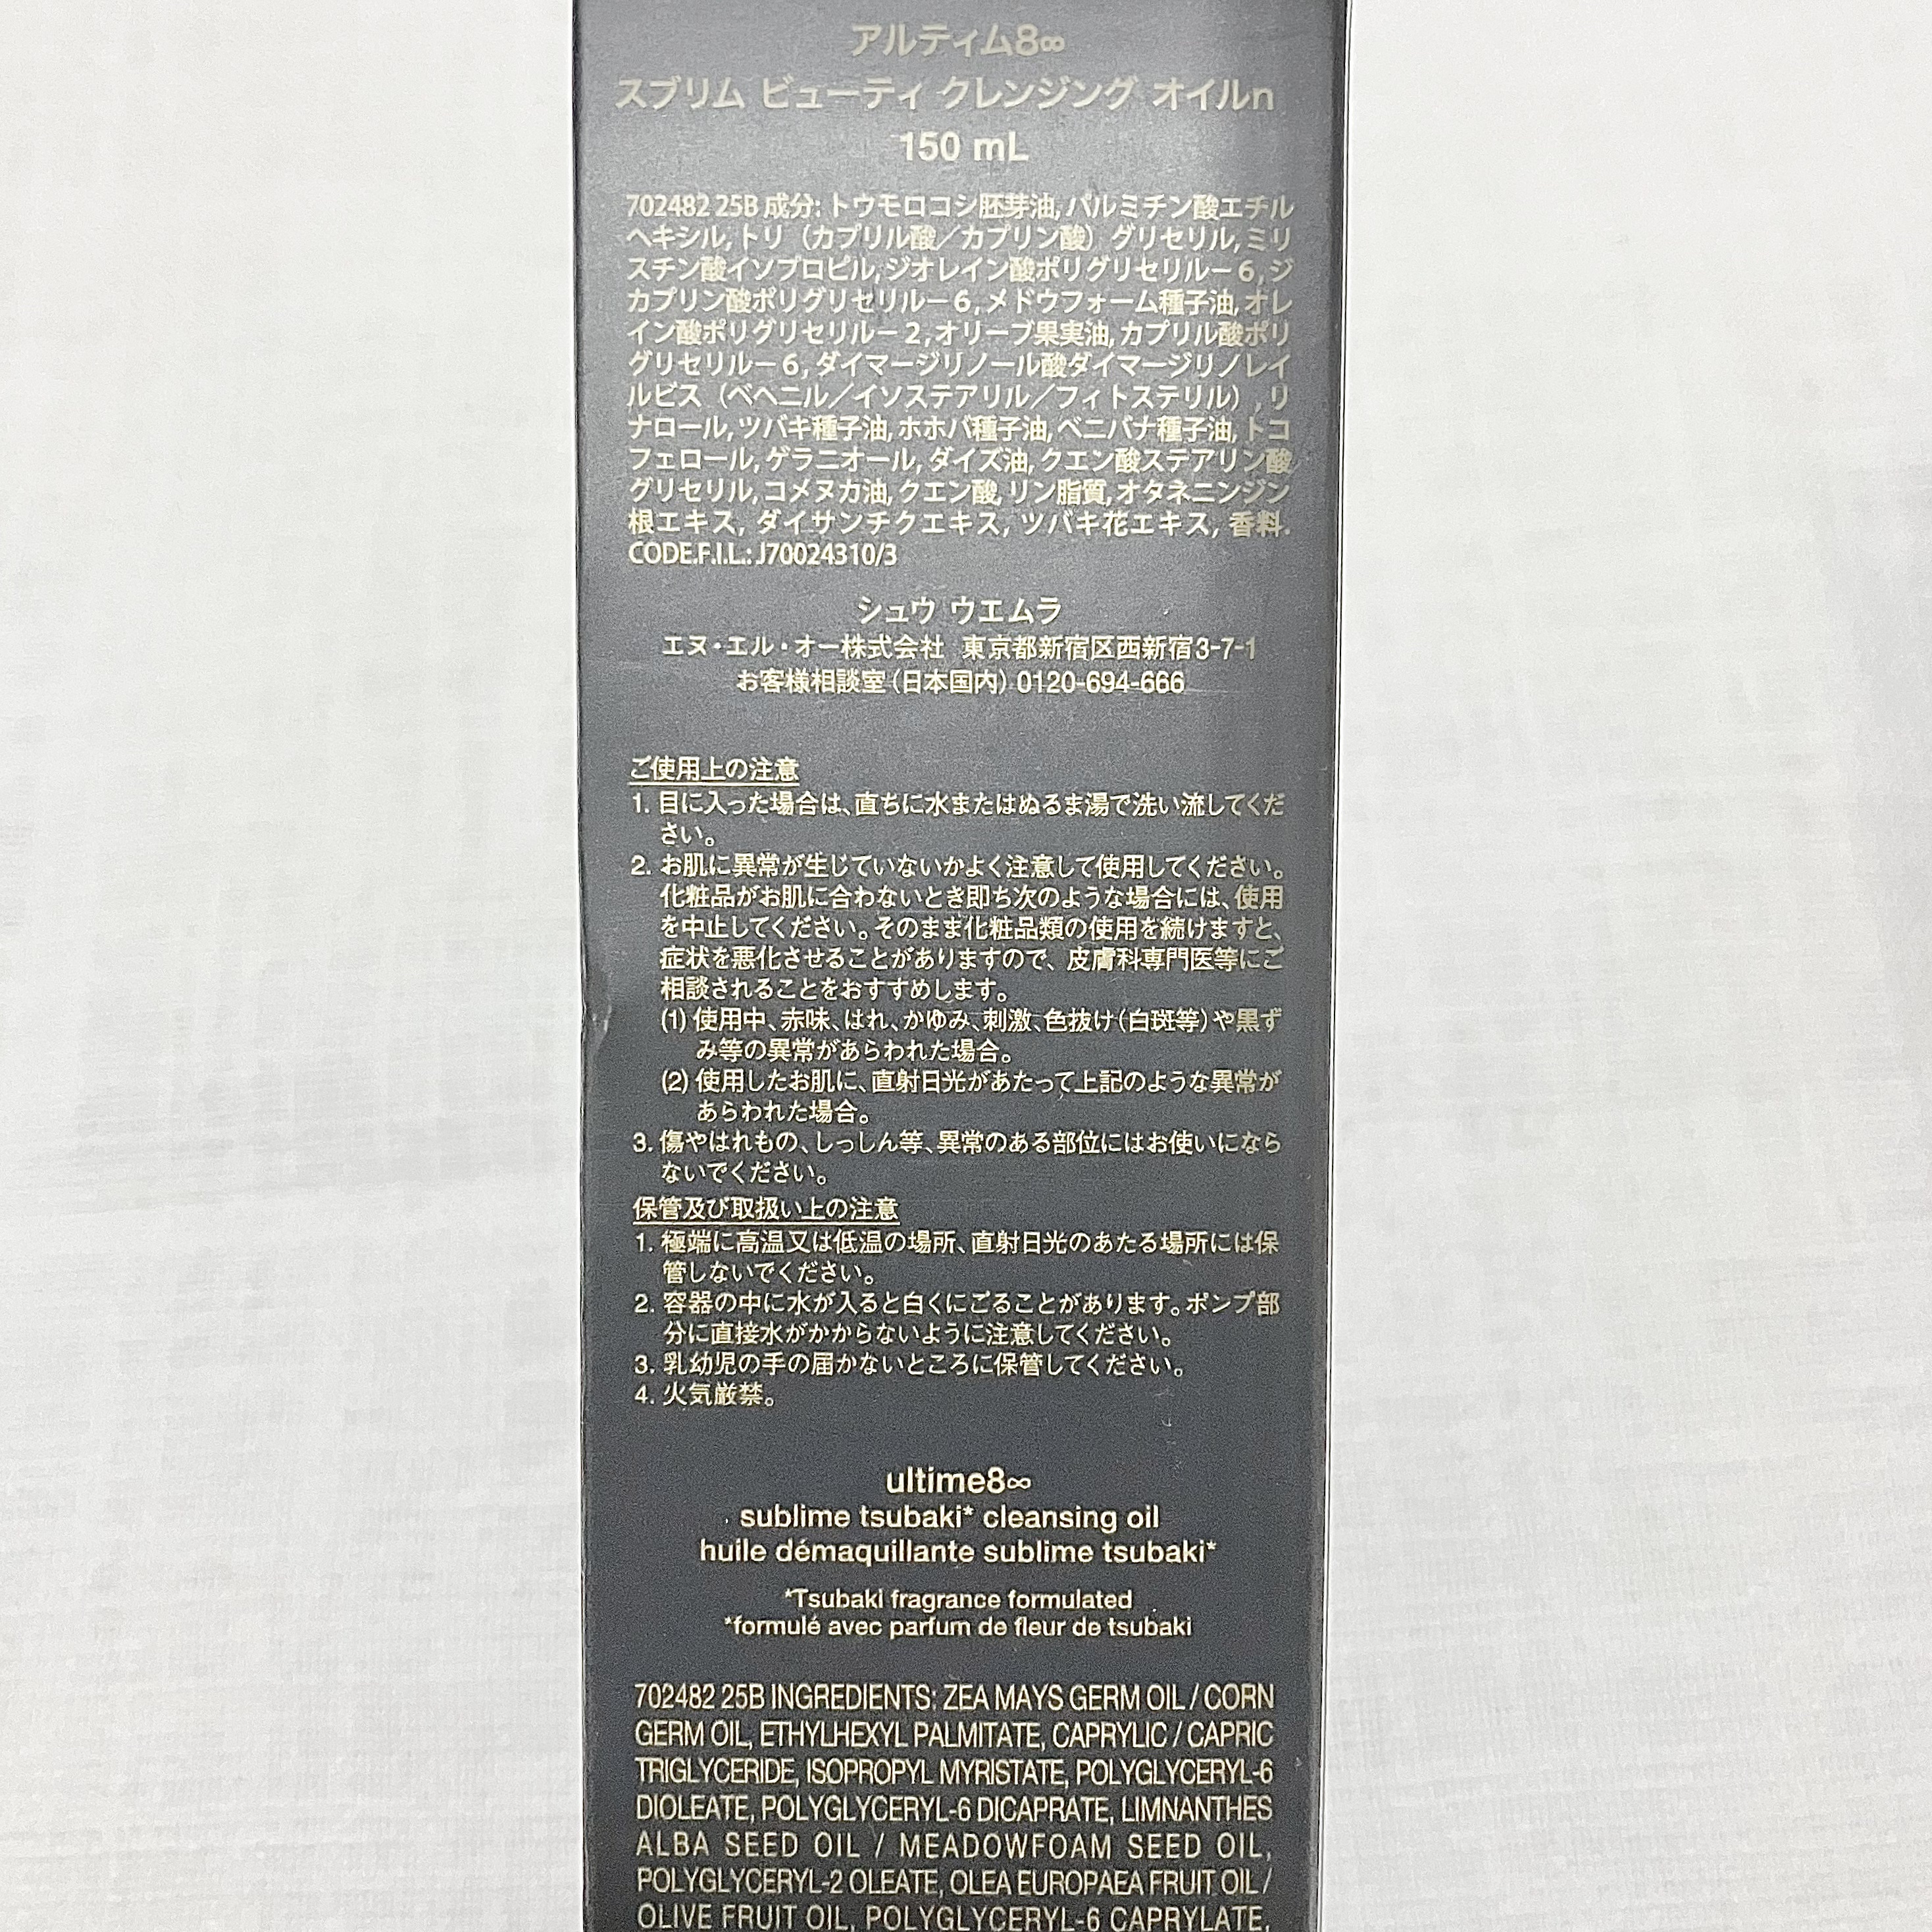 アルティム8∞
スブリム ビューティ クレンジング オイルn
150 mL
702482 25B 成分: トウモロコシ胚芽油, パルミチン酸エチル
ヘキシル, トリ（カプリル酸／カプリン酸）グリセリル, ミリ
スチン酸イソプロピル, ジオレイン酸ポリグリセリル－6, ジ
カプリン酸ポリグリセリル－6, メドウフォーム種子油, オレ
イン酸ポリグリセリル－2, オリーブ果実油, カプリル酸ポリ
グリセリル－6, ダイマージリノール酸ダイマージリノレイ
ルビス（ベヘニル／イソステアリル／フィトステリル）, リ
ナロール, ツバキ種子油, ホホバ種子油, ベニバナ種子油, トコ
フェロール, ゲラニオール, ダイズ油, クエン酸ステアリン酸
グリセリル, コメヌカ油, クエン酸, リン脂質, オタネニンジン
根エキス, ダイサンチクエキス, ツバキ花エキス, 香料.
CODE.F.I.L.: J70024310/3
シュウ ウエムラ
エヌ・エル・オー株式会社 東京都新宿区西新宿3-7-1
お客様相談室（日本国内）0120-694-666
ご使用上の注意
1. 目に入った場合は、直ちに水またはぬるま湯で洗い流してくだ
さい。
2. お肌に異常が生じていないかよく注意して使用してください。
化粧品がお肌に合わないとき即ち次のような場合には、使用
を中止してください。そのまま化粧品類の使用を続けますと、
症状を悪化させることがありますので、皮膚科専門医等にご
相談されることをおすすめします。
(1) 使用中、赤味、はれ、かゆみ、刺激、色抜け（白斑等）や黒ず
み等の異常があらわれた場合。
(2) 使用したお肌に、直射日光があたって上記のような異常が
あらわれた場合。
3. 傷やはれもの、しっしん等、異常のある部位にはお使いになら
ないでください。
保管及び取扱い上の注意
1. 極端に高温又は低温の場所、直射日光のあたる場所には保
管しないでください。
2. 容器の中に水が入ると白くにごることがあります。ポンプ部
分に直接水がかからないように注意してください。
3. 乳幼児の手の届かないところに保管してください。
4. 火気厳禁。
ultime8∞
sublime tsubaki* cleansing oil
huile démaquillante sublime tsubaki*
*Tsubaki fragrance formulated
*formulé avec parfum de fleur de tsubaki
702482 25B INGREDIENTS: ZEA MAYS GERM OIL / CORN
GERM OIL, ETHYLHEXYL PALMITATE, CAPRYLIC / CAPRIC
TRIGLYCERIDE, ISOPROPYL MYRISTATE, POLYGLYCERYL-6
DIOLEATE, POLYGLYCERYL-6 DICAPRATE, LIMNANTHES
ALBA SEED OIL / MEADOWFOAM SEED OIL,
POLYGLYCERYL-2 OLEATE, OLEA EUROPAEA FRUIT OIL /
OLIVE FRUIT OIL, POLYGLYCERYL-6 CAPRYLATE,